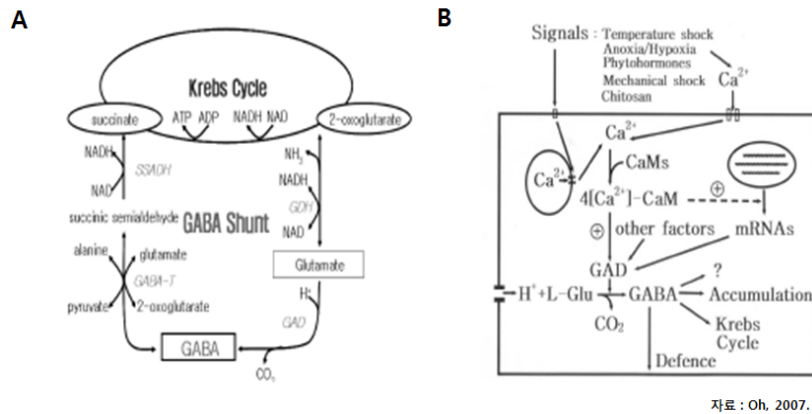 A
Krebs Cycle
succinate
ATP ADP
NADH NAD
2-oxoglutarate
NADH
SSADH
NAD
NH3
NADH
GDH
NAD
succinic semialdehyde
GABA Shunt
alanine
glutamate
GABA-T
pyruvate
2-oxoglutarate
Glutamate
H+
GAD
GABA
CO2
B
Signals : Temperature shock
Anoxia/Hypoxia
Phytohormones
Mechanical shock
Chitosan
Ca2+
Ca2+
CaMs
Ca2+
4[Ca2+]-CaM
+
+
other factors
mRNAs
GAD
?
H++L-Glu
GABA
Accumulation
CO2
Krebs
Cycle
Defence
자료 : Oh, 2007.